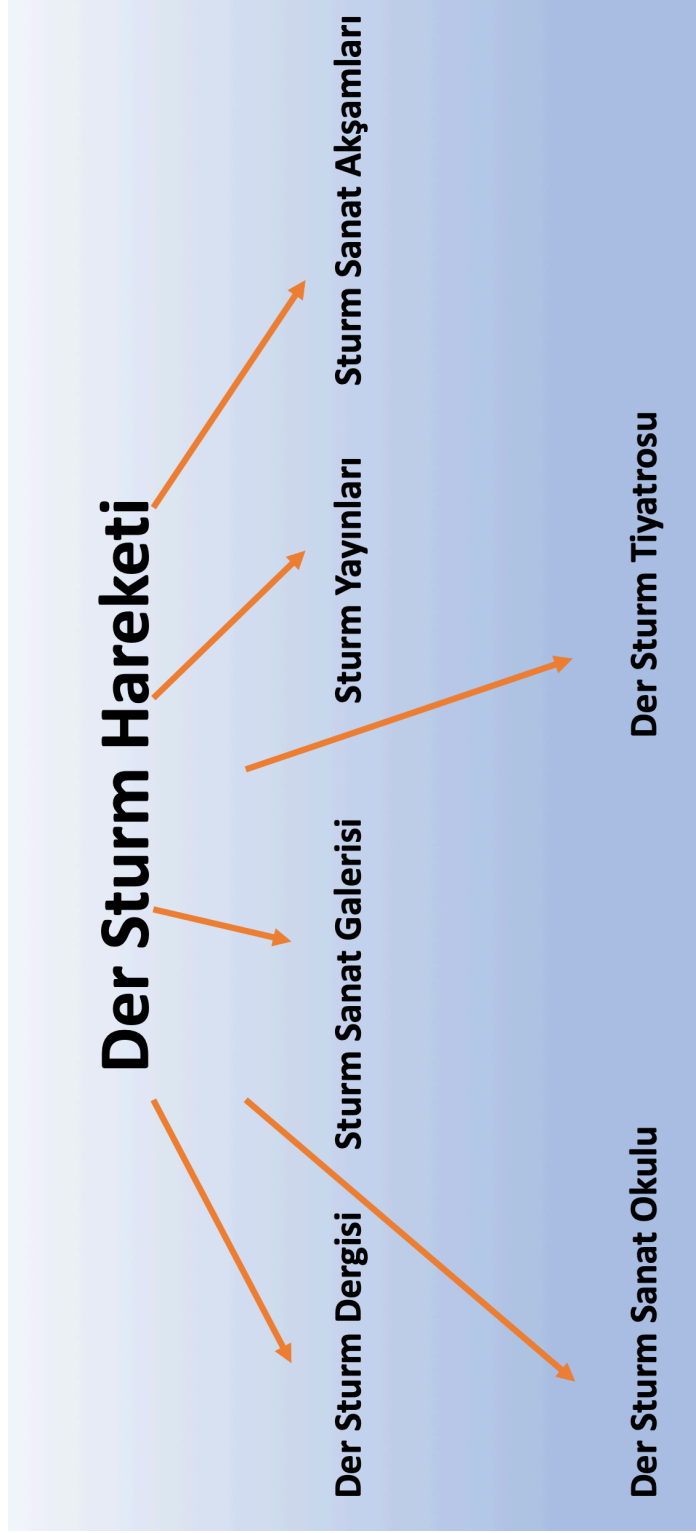 Der Sturm Hareketi
Der Sturm Dergisi
Sturm Sanat Galerisi
Sturm Yayınları
Sturm Sanat Akşamları
Der Sturm Sanat Okulu
Der Sturm Tiyatrosu